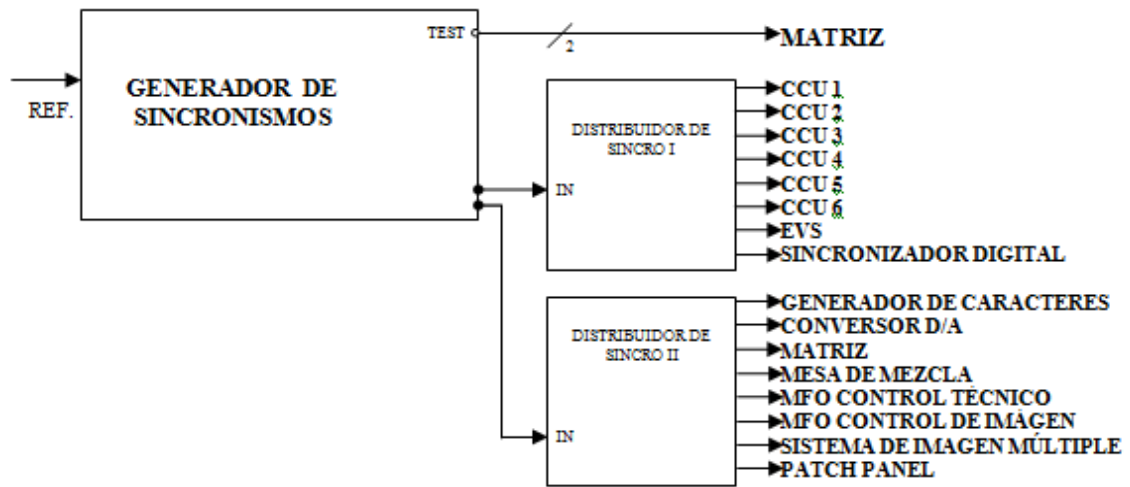 TEST
2
MATRIZ
REF.
GENERADOR DE
SINCRONISMOS
DISTRIBUIDOR DE
SINCRO I
IN
CCU 1
CCU 2
CCU 3
CCU 4
CCU 5
CCU 6
EVS
SINCRONIZADOR DIGITAL
DISTRIBUIDOR DE
SINCRO II
IN
GENERADOR DE CARACTERES
CONVERSOR D/A
MATRIZ
MESA DE MEZCLA
MFO CONTROL TÉCNICO
MFO CONTROL DE IMÁGEN
SISTEMA DE IMAGEN MÚLTIPLE
PATCH PANEL